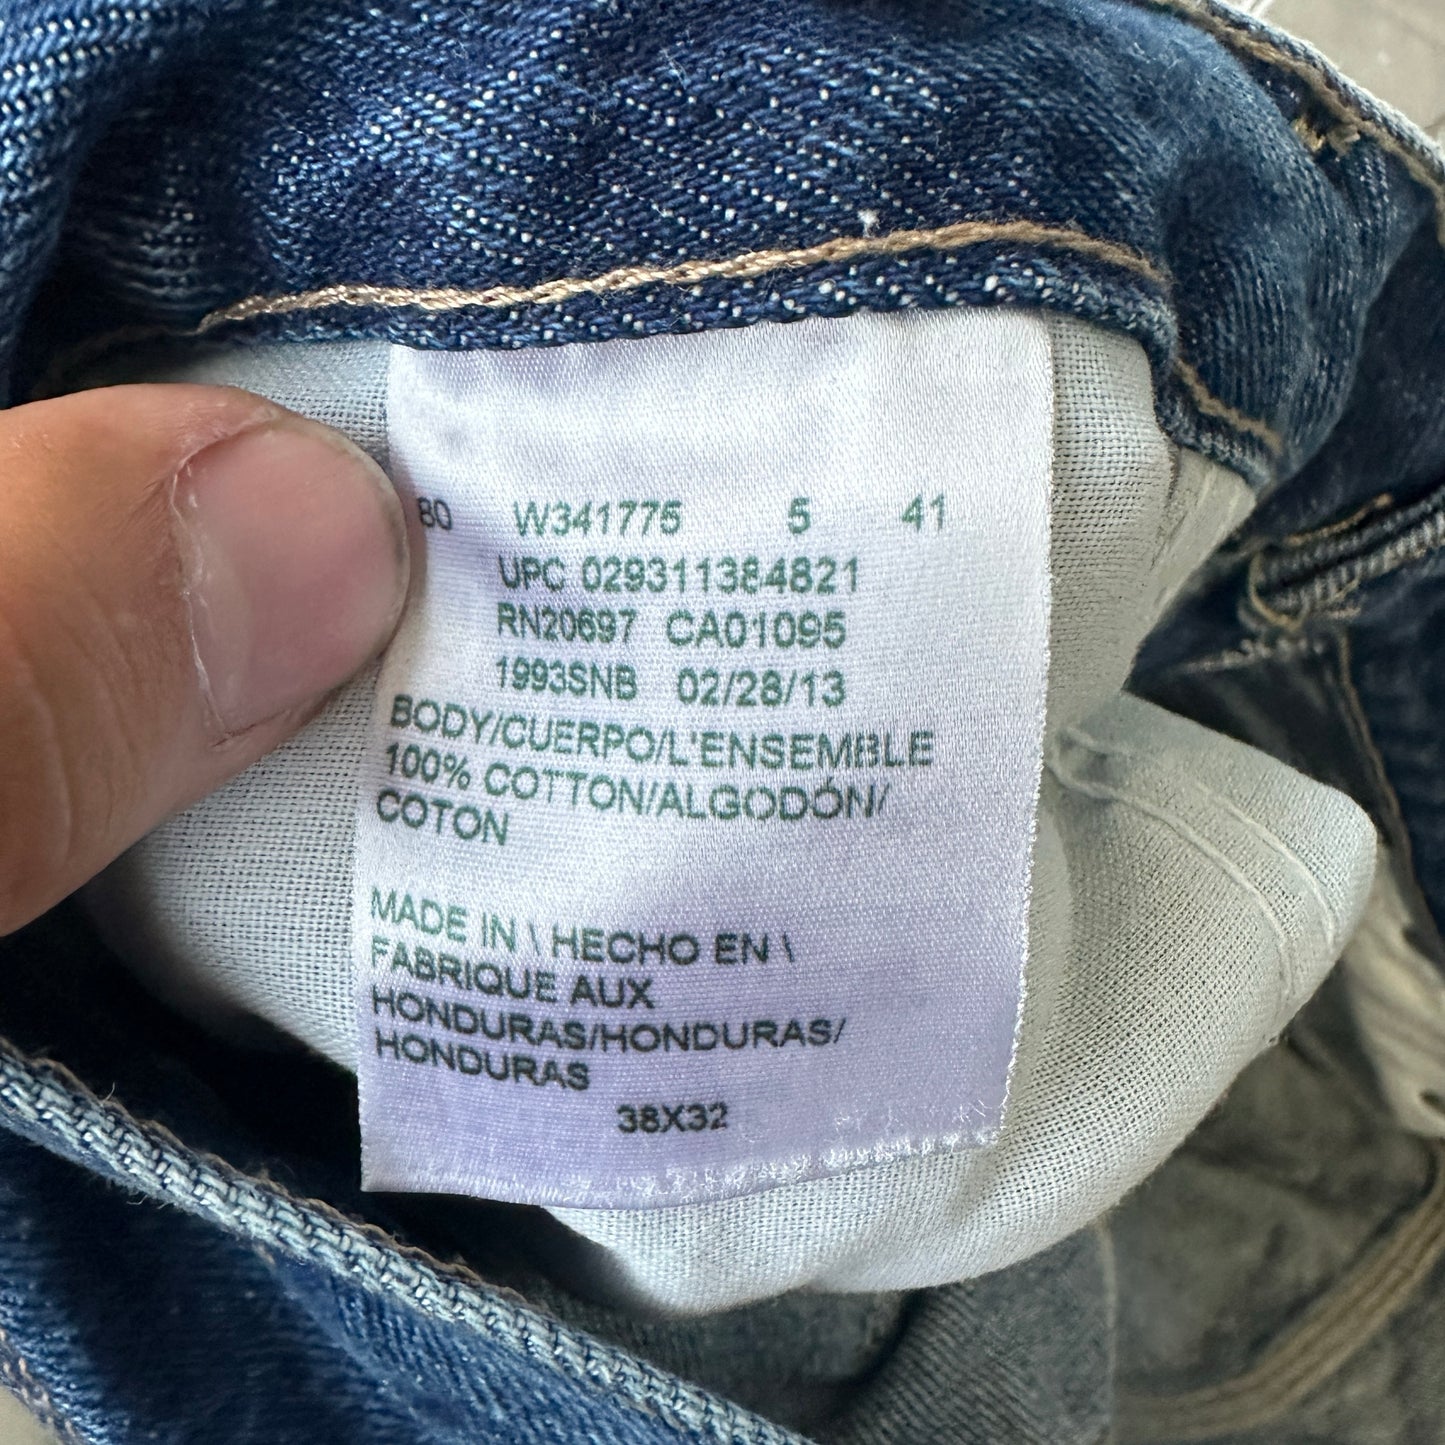 80 W341775 5 41
UPC 029311384821
RN20697 CA01095
1993SNB 02/28/13
BODY/CUERPO/L'ENSEMBLE
100% COTTON/ALGODÓN/
COTON
MADE IN \ HECHO EN \
FABRIQUE AUX
HONDURAS/HONDURAS/
HONDURAS
38X32